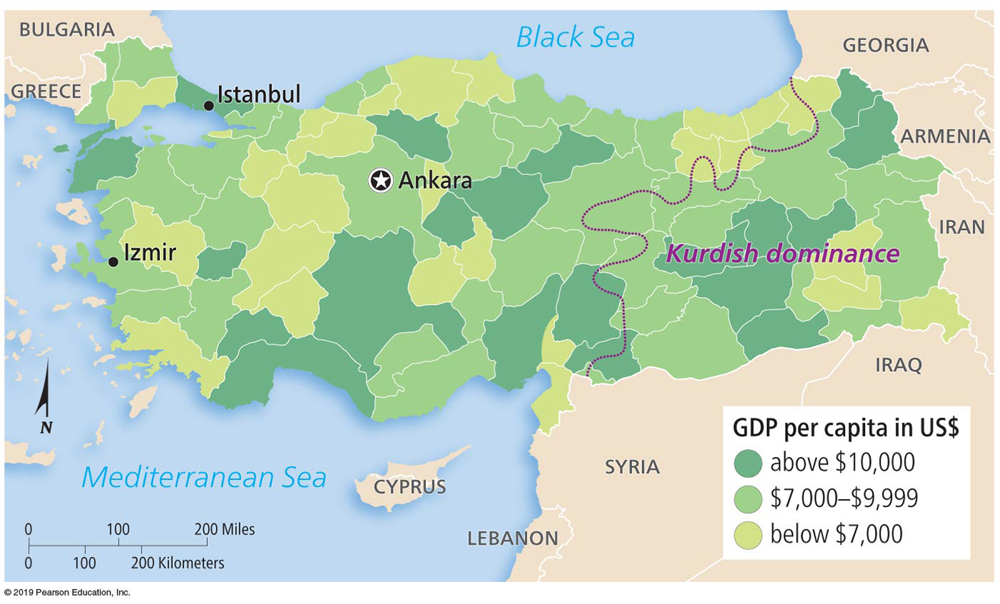 BULGARIA
Black Sea
GEORGIA
GREECE
Istanbul
ARMENIA
Ankara
IRAN
Izmir
Kurdish dominance
IRAQ
N
GDP per capita in US$
above $10,000
$7,000–$9,999
below $7,000
Mediterranean Sea
CYPRUS
SYRIA
LEBANON
0 100 200 Miles
0 100 200 Kilometers
© 2019 Pearson Education, Inc.